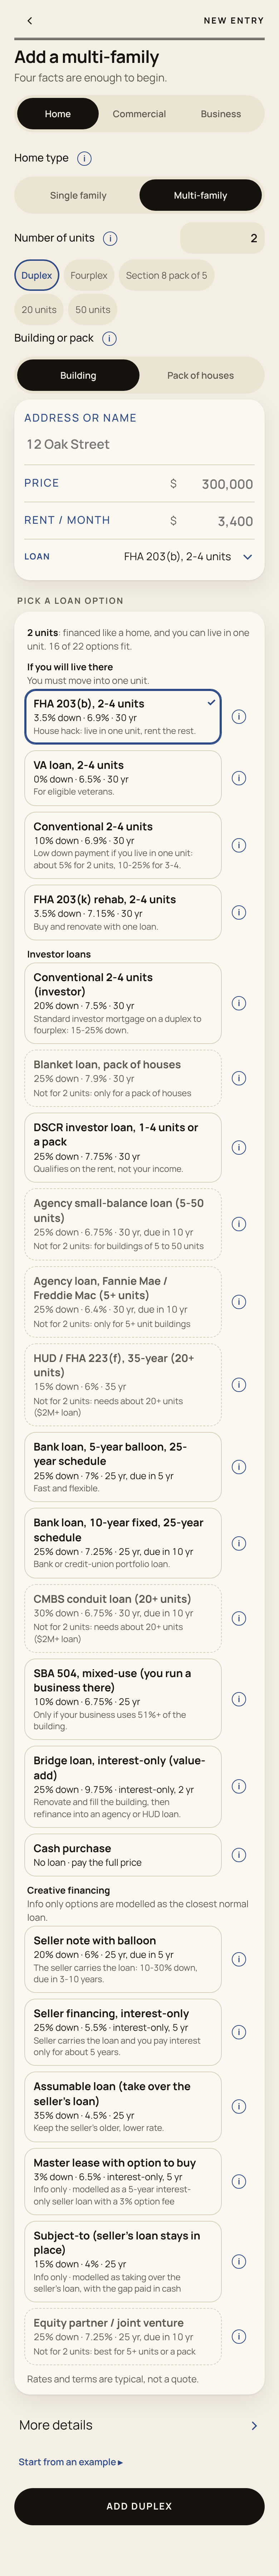 NEW ENTRY
Add a multi-family
Four facts are enough to begin.
Home
Commercial
Business
Home type
Single family
Multi-family
Number of units
2
Duplex
Fourplex
Section 8 pack of 5
20 units
50 units
Building or pack
Building
Pack of houses
ADDRESS OR NAME
12 Oak Street
PRICE
$ 300,000
RENT / MONTH
$ 3,400
LOAN
FHA 203(b), 2-4 units
PICK A LOAN OPTION
2 units: financed like a home, and you can live in one
unit. 16 of 22 options fit.
If you will live there
You must move into one unit.
FHA 203(b), 2-4 units
3.5% down · 6.9% · 30 yr
House hack: live in one unit, rent the rest.
VA loan, 2-4 units
0% down · 6.5% · 30 yr
For eligible veterans.
Conventional 2-4 units
10% down · 6.9% · 30 yr
Low down payment if you live in one unit:
about 5% for 2 units, 10-25% for 3-4.
FHA 203(k) rehab, 2-4 units
3.5% down · 7.15% · 30 yr
Buy and renovate with one loan.
Investor loans
Conventional 2-4 units
(investor)
20% down · 7.5% · 30 yr
Standard investor mortgage on a duplex to
fourplex: 15-25% down.
Blanket loan, pack of houses
25% down · 7.9% · 30 yr
Not for 2 units: only for a pack of houses
DSCR investor loan, 1-4 units or
a pack
25% down · 7.75% · 30 yr
Qualifies on the rent, not your income.
Agency small-balance loan (5-50
units)
25% down · 6.75% · 30 yr, due in 10 yr
Not for 2 units: for buildings of 5 to 50 units
Agency loan, Fannie Mae /
Freddie Mac (5+ units)
25% down · 6.4% · 30 yr, due in 10 yr
Not for 2 units: only for 5+ unit buildings
HUD / FHA 223(f), 35-year (20+
units)
15% down · 6% · 35 yr
Not for 2 units: needs about 20+ units
($2M+ loan)
Bank loan, 5-year balloon, 25-
year schedule
25% down · 7% · 25 yr, due in 5 yr
Fast and flexible.
Bank loan, 10-year fixed, 25-year
schedule
25% down · 7.25% · 25 yr, due in 10 yr
Bank or credit-union portfolio loan.
CMBS conduit loan (20+ units)
30% down · 6.75% · 30 yr, due in 10 yr
Not for 2 units: needs about 20+ units
($2M+ loan)
SBA 504, mixed-use (you run a
business there)
10% down · 6.75% · 25 yr
Only if your business uses 51%+ of the
building.
Bridge loan, interest-only (value-
add)
25% down · 9.75% · interest-only, 2 yr
Renovate and fill the building, then
refinance into an agency or HUD loan.
Cash purchase
No loan · pay the full price
Creative financing
Info only options are modelled as the closest normal
loan.
Seller note with balloon
20% down · 6% · 25 yr, due in 5 yr
The seller carries the loan: 10-30% down,
due in 3-10 years.
Seller financing, interest-only
25% down · 5.5% · interest-only, 5 yr
Seller carries the loan and you pay interest
only for about 5 years.
Assumable loan (take over the
seller's loan)
35% down · 4.5% · 25 yr
Keep the seller's older, lower rate.
Master lease with option to buy
3% down · 6.5% · interest-only, 5 yr
Info only · modelled as a 5-year interest-
only seller loan with a 3% option fee
Subject-to (seller's loan stays in
place)
15% down · 4% · 25 yr
Info only · modelled as taking over the
seller's loan, with the gap paid in cash
Equity partner / joint venture
25% down · 7.25% · 25 yr, due in 10 yr
Not for 2 units: best for 5+ units or a pack
Rates and terms are typical, not a quote.
More details
Start from an example ▸
ADD DUPLEX